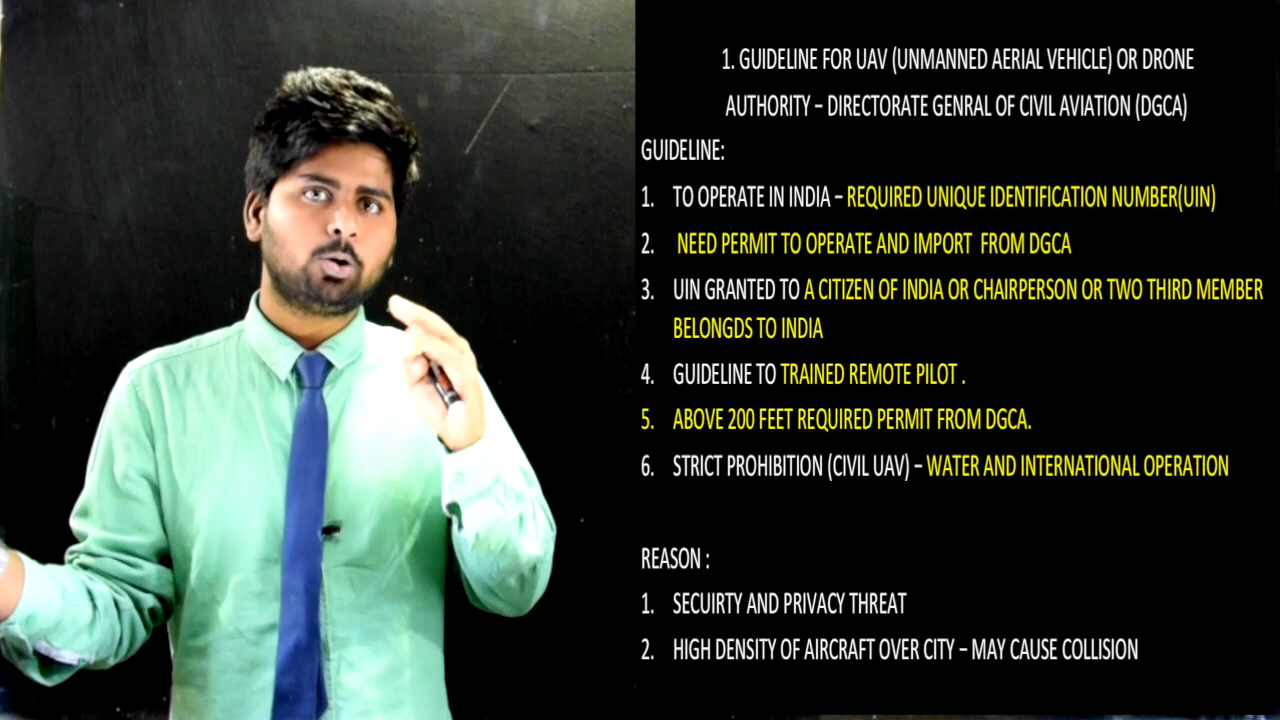 1. GUIDELINE FOR UAV (UNMANNED AERIAL VEHICLE) OR DRONE
AUTHORITY – DIRECTORATE GENRAL OF CIVIL AVIATION (DGCA)
GUIDELINE:
1. TO OPERATE IN INDIA – REQUIRED UNIQUE IDENTIFICATION NUMBER(UIN)
2. NEED PERMIT TO OPERATE AND IMPORT FROM DGCA
3. UIN GRANTED TO A CITIZEN OF INDIA OR CHAIRPERSON OR TWO THIRD MEMBER
BELONGDS TO INDIA
4. GUIDELINE TO TRAINED REMOTE PILOT .
5. ABOVE 200 FEET REQUIRED PERMIT FROM DGCA.
6. STRICT PROHIBITION (CIVIL UAV) – WATER AND INTERNATIONAL OPERATION
REASON :
1. SECUIRTY AND PRIVACY THREAT
2. HIGH DENSITY OF AIRCRAFT OVER CITY – MAY CAUSE COLLISION